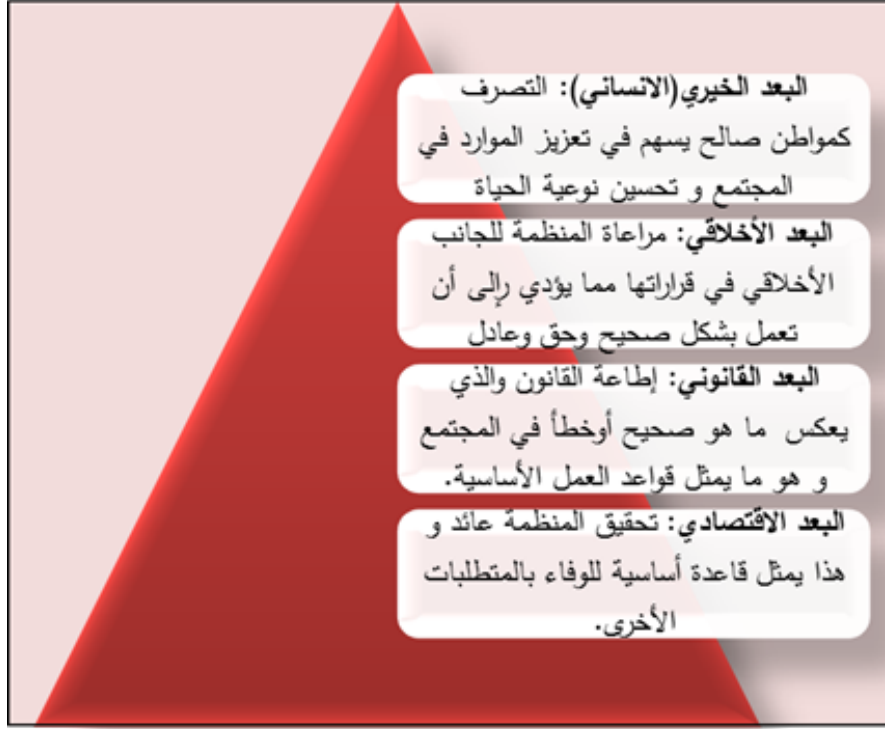 البعد الخيري(الانساني): التصرف
كمواطن صالح يسهم في تعزيز الموارد في
المجتمع و تحسين نوعية الحياة
البعد الأخلاقي: مراعاة المنظمة للجانب
الأخلاقي في قراراتها مما يؤدي رإلى أن
تعمل بشكل صحيح وحق وعادل
البعد القانوني: إطاعة القانون والذي
يعكس ما هو صحيح أوخطأ في المجتمع
و هو ما يمثل قواعد العمل الأساسية.
البعد الاقتصادي: تحقيق المنظمة عائد و
هذا يمثل قاعدة أساسية للوفاء بالمتطلبات
الأخرى.